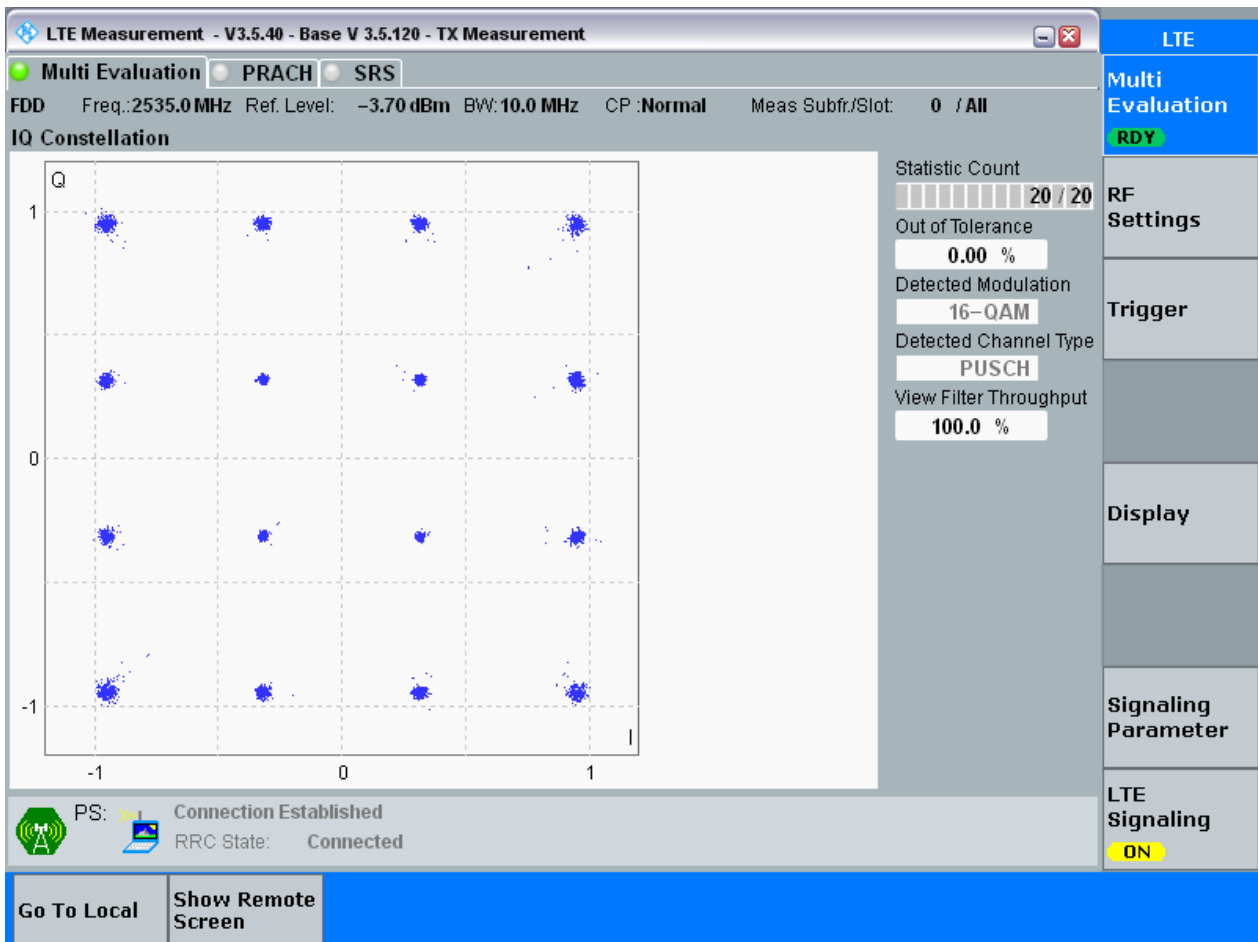 LTE Measurement - V3.5.40 - Base V 3.5.120 - TX Measurement
LTE
Multi Evaluation PRACH SRS
FDD Freq.:2535.0 MHz Ref. Level: −3.70 dBm BW:10.0 MHz CP :Normal Meas Subfr./Slot: 0 / All
IQ Constellation
Q
1
0
-1
I
-1 0 1
Statistic Count
20 / 20
Out of Tolerance
0.00 %
Detected Modulation
16−QAM
Detected Channel Type
PUSCH
View Filter Throughput
100.0 %
Multi
Evaluation
RDY
RF
Settings
Trigger
Display
Signaling
Parameter
LTE
Signaling
ON
PS: Connection Established
RRC State: Connected
Go To Local
Show Remote
Screen